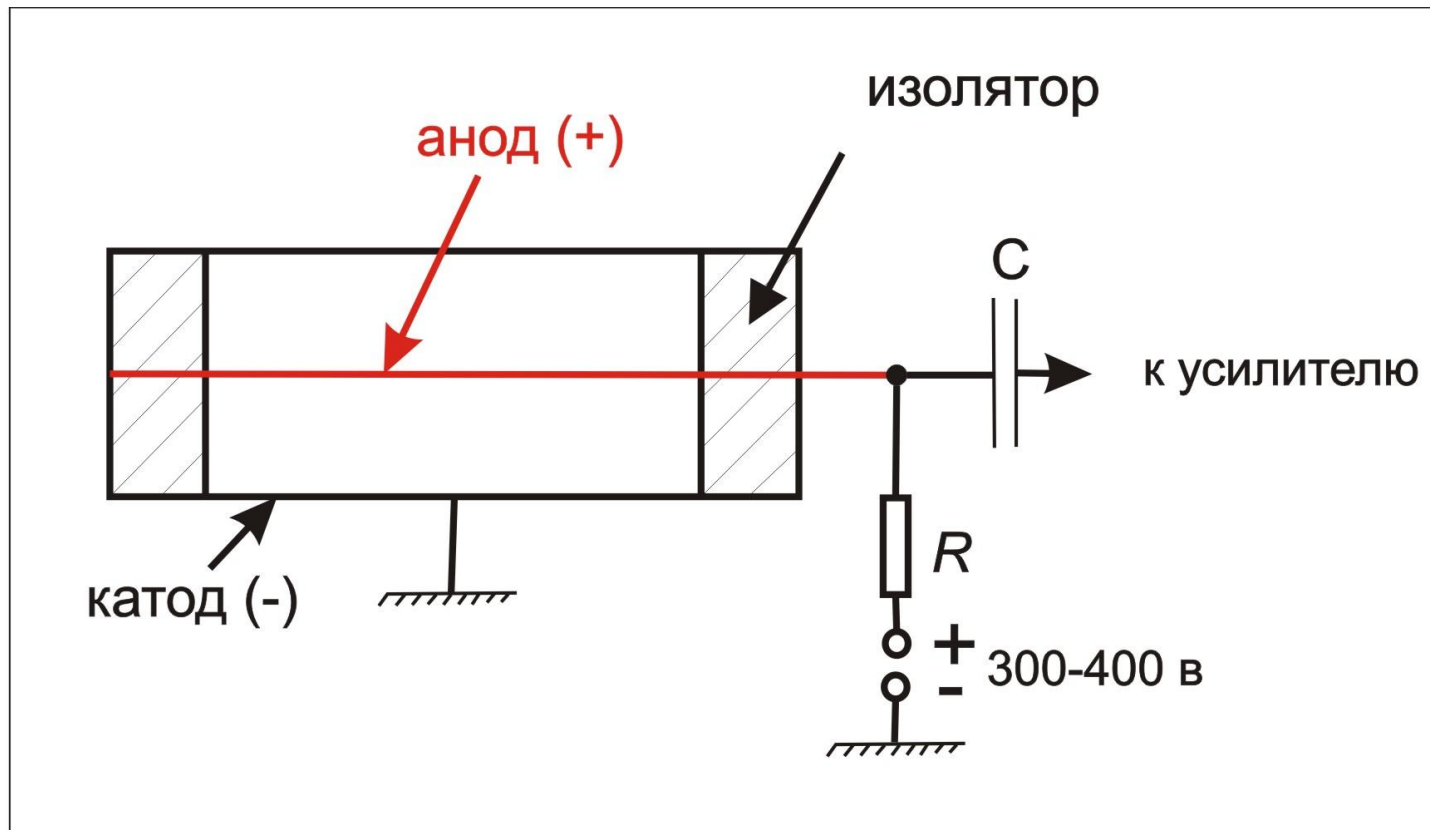 изолятор
анод (+)
C
к усилителю
катод (-)
R
+
300-400 в
-